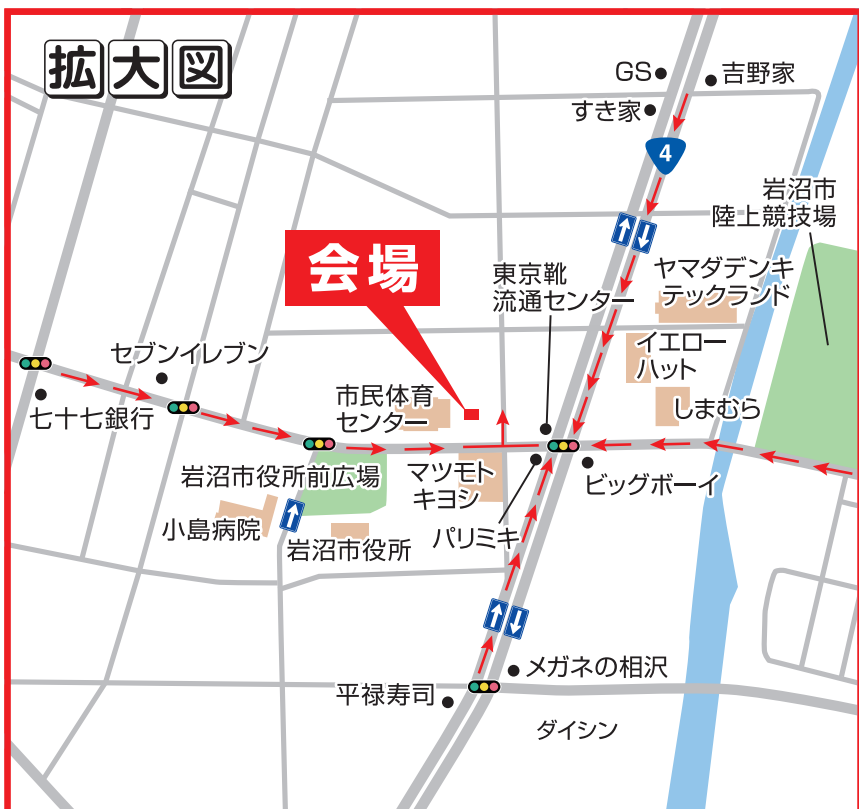 拡大図
GS
吉野家
すき家
4
岩沼市
陸上競技場
会場
東京靴
流通センター
ヤマダデンキ
テックランド
イエロー
ハット
セブンイレブン
七十七銀行
市民体育
センター
しまむら
岩沼市役所前広場
マツモト
キヨシ
ビッグボーイ
小島病院
岩沼市役所
パリミキ
メガネの相沢
平禄寿司
ダイシン